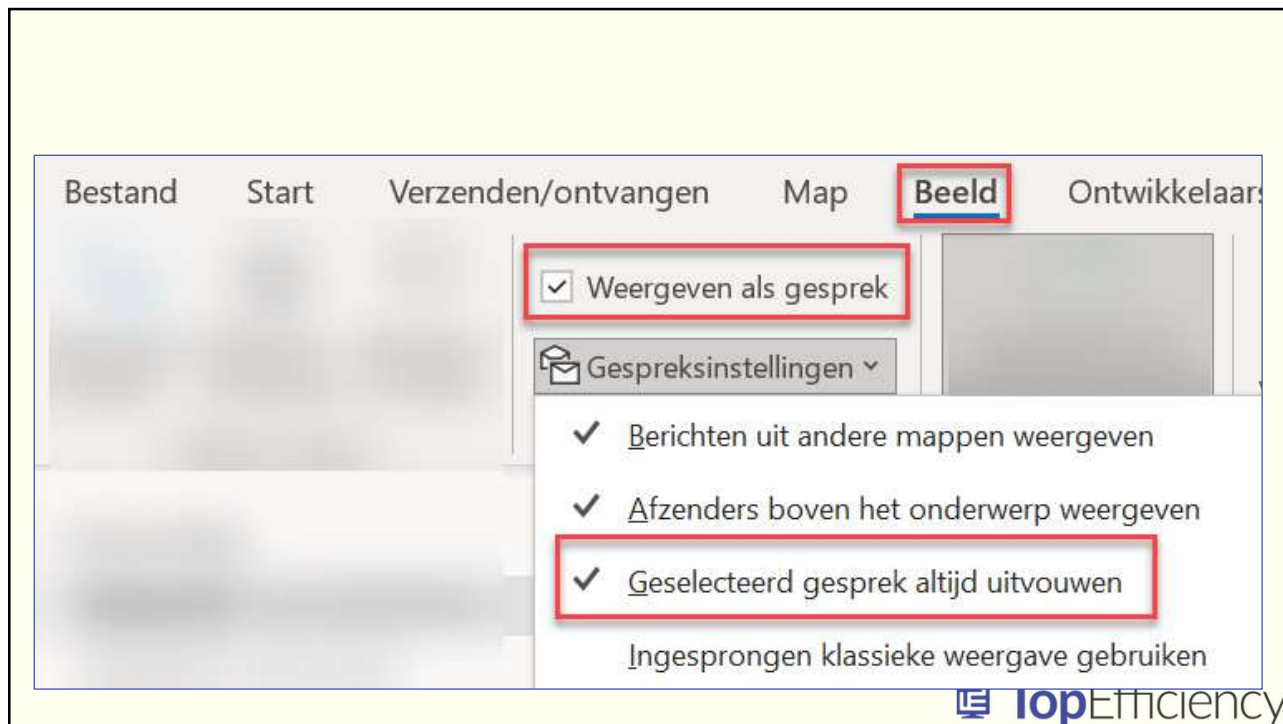 Bestand Start Verzenden/ontvangen Map Beeld Ontwikkelaars
Weergeven als gesprek
Gespreksinstellingen
Berichten uit andere mappen weergeven
Afzenders boven het onderwerp weergeven
Geselecteerd gesprek altijd uitvouwen
Ingesprongen klassieke weergave gebruiken
TopEfficiency